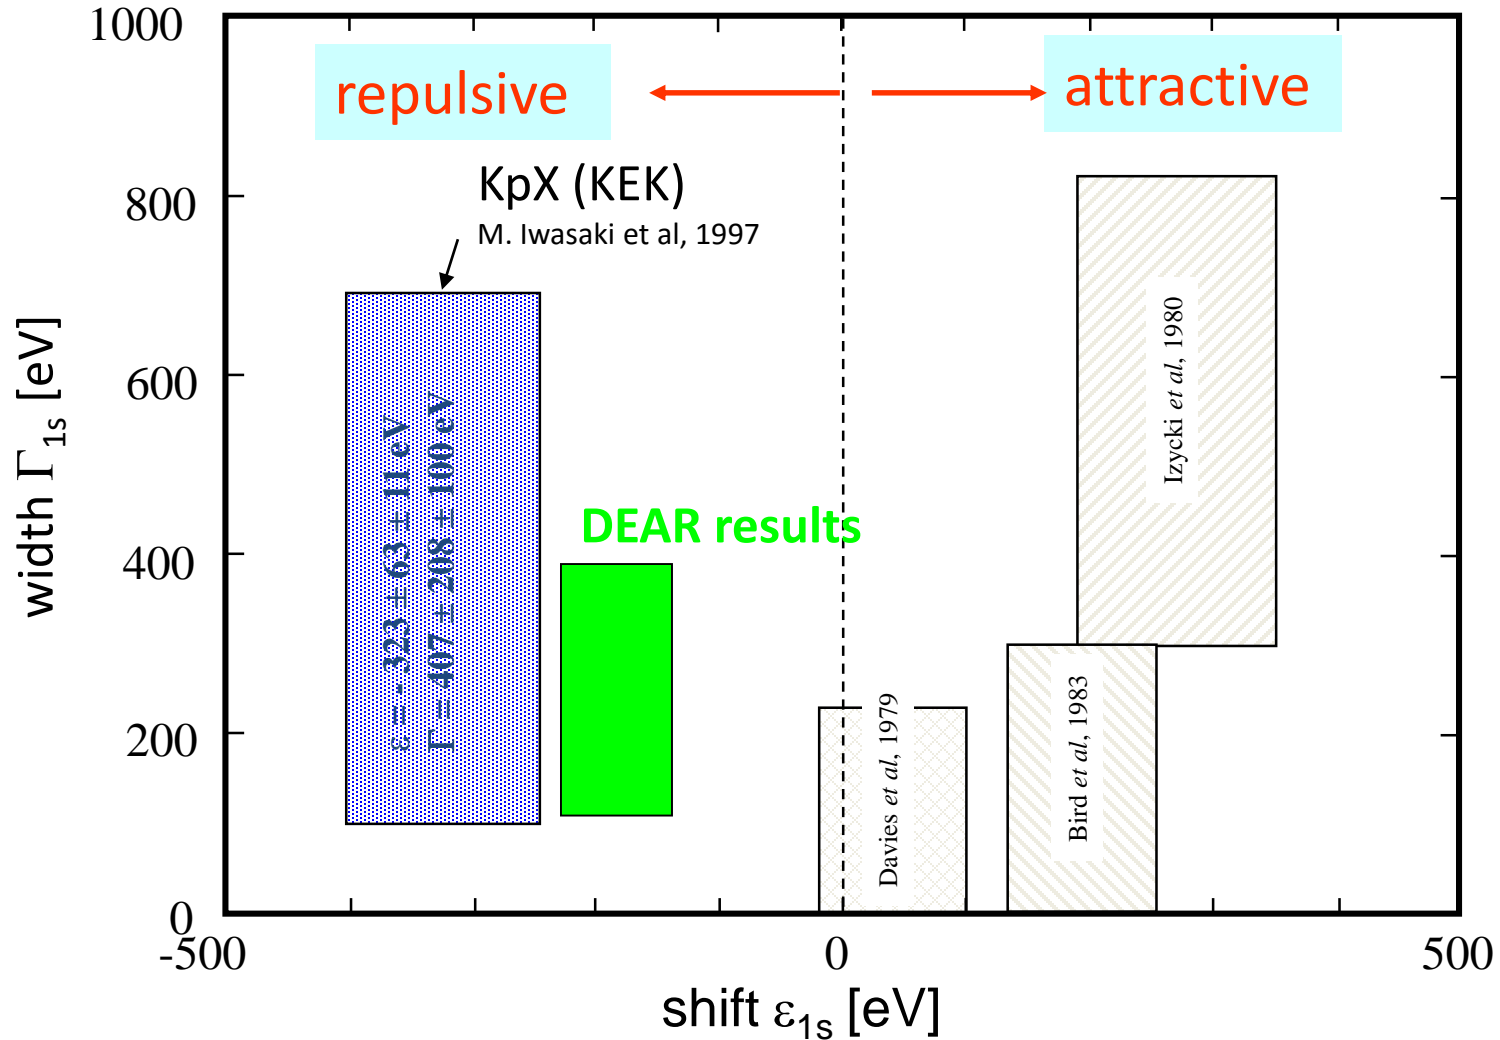 1000
800
600
400
200
0
-500
0
500
width Γ1s [eV]
shift ε1s [eV]
repulsive
attractive
KpX (KEK)
M. Iwasaki et al, 1997
ε = - 323 ± 63 ± 11 eV
Γ = 407 ± 208 ± 100 eV
DEAR results
Davies et al, 1979
Bird et al, 1983
Izycki et al, 1980